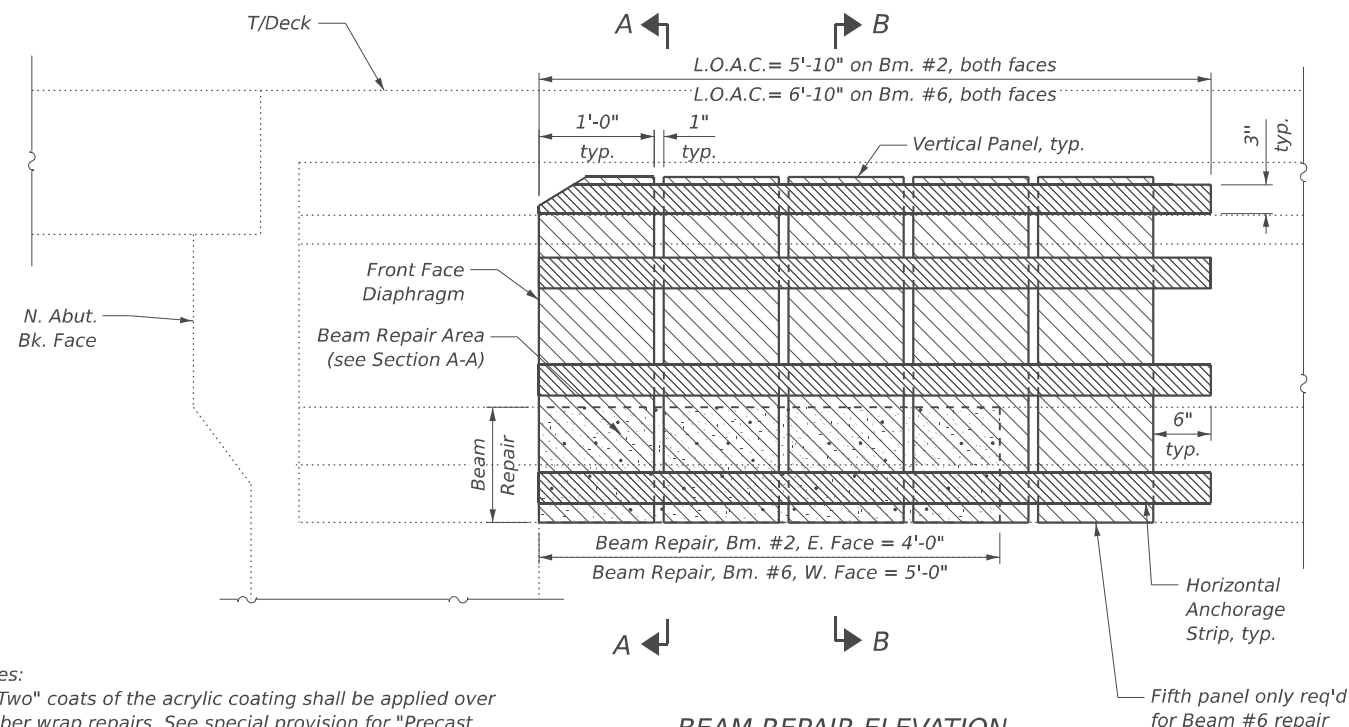 T/Deck
A
B
L.O.A.C.= 5'-10" on Bm. #2, both faces
L.O.A.C.= 6'-10" on Bm. #6, both faces
1'-0"
typ.
1"
typ.
Vertical Panel, typ.
3"
typ.
Front Face
Diaphragm
N. Abut.
Bk. Face
Beam Repair Area
(see Section A-A)
Beam
Repair
6"
typ.
Beam Repair, Bm. #2, E. Face = 4'-0"
Beam Repair, Bm. #6, W. Face = 5'-0"
Horizontal
Anchorage
Strip, typ.
A
B
Fifth panel only req'd
for Beam #6 repair
es:
Two" coats of the acrylic coating shall be applied over
ber wrap repairs. See special provision for "Precast
BEAM REPAIR ELEVATION